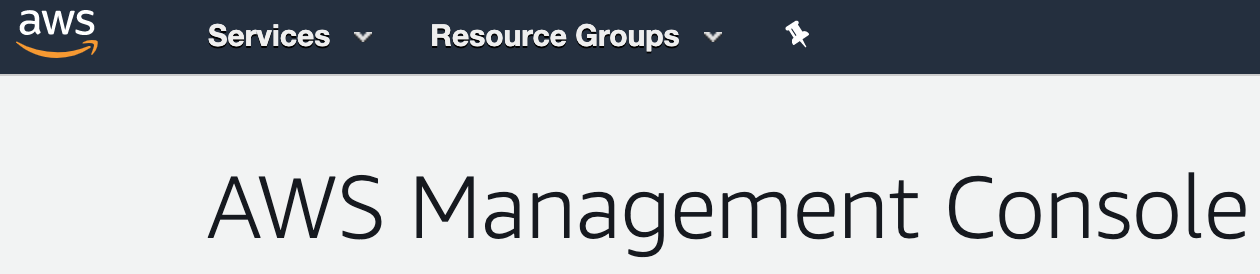 aws
Services Resource Groups
AWS Management Console